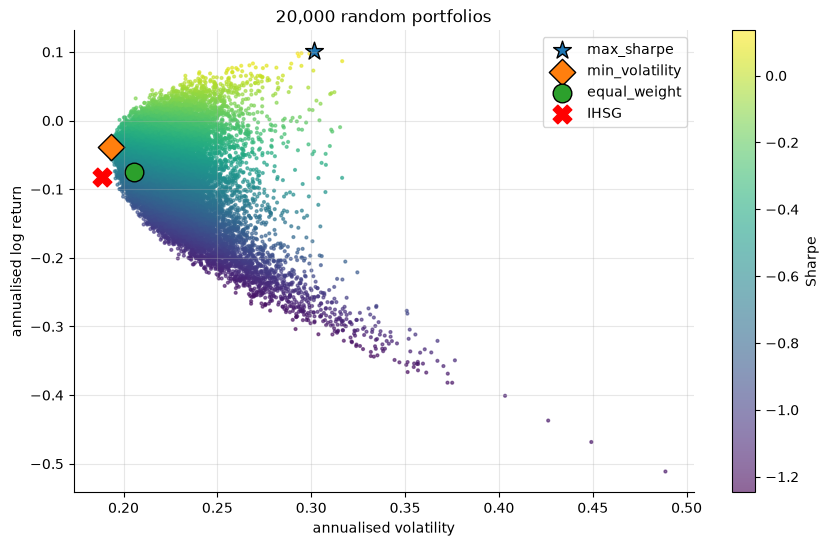 20,000 random portfolios
max_sharpe
min_volatility
equal_weight
IHSG
annualised log return
0.1
0.0
−0.1
−0.2
−0.3
−0.4
−0.5
0.20 0.25 0.30 0.35 0.40 0.45 0.50
annualised volatility
0.0
−0.2
−0.4
−0.6
−0.8
−1.0
−1.2
Sharpe